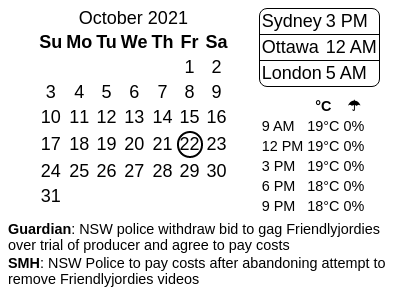 October 2021
Su Mo Tu We Th Fr Sa
1 2
3 4 5 6 7 8 9
10 11 12 13 14 15 16
17 18 19 20 21 22 23
24 25 26 27 28 29 30
31
Sydney 3 PM
Ottawa 12 AM
London 5 AM
°C ☂
9 AM 19°C 0%
12 PM 19°C 0%
3 PM 19°C 0%
6 PM 18°C 0%
9 PM 18°C 0%
Guardian: NSW police withdraw bid to gag Friendlyjordies
over trial of producer and agree to pay costs
SMH: NSW Police to pay costs after abandoning attempt to
remove Friendlyjordies videos